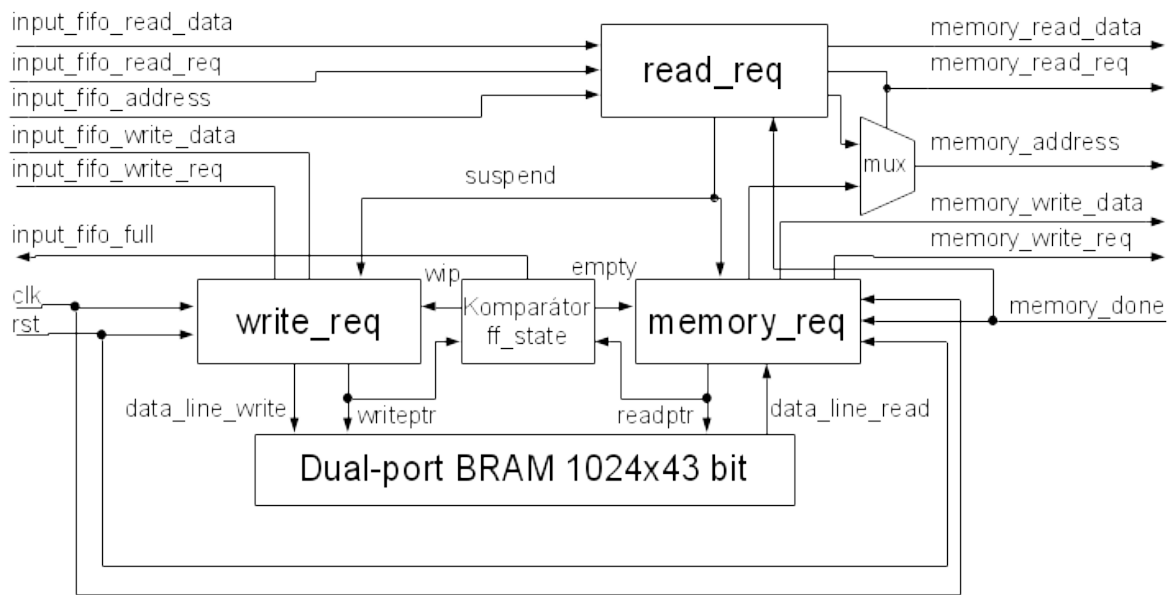 input_fifo_read_data
memory_read_data
input_fifo_read_req
read_req
memory_read_req
input_fifo_address
input_fifo_write_data
mux
memory_address
input_fifo_write_req
suspend
memory_write_data
input_fifo_full
memory_write_req
wip
empty
clk
rst
write_req
Komparátor
ff_state
memory_req
memory_done
data_line_write
writeptr
readptr
data_line_read
Dual-port BRAM 1024x43 bit